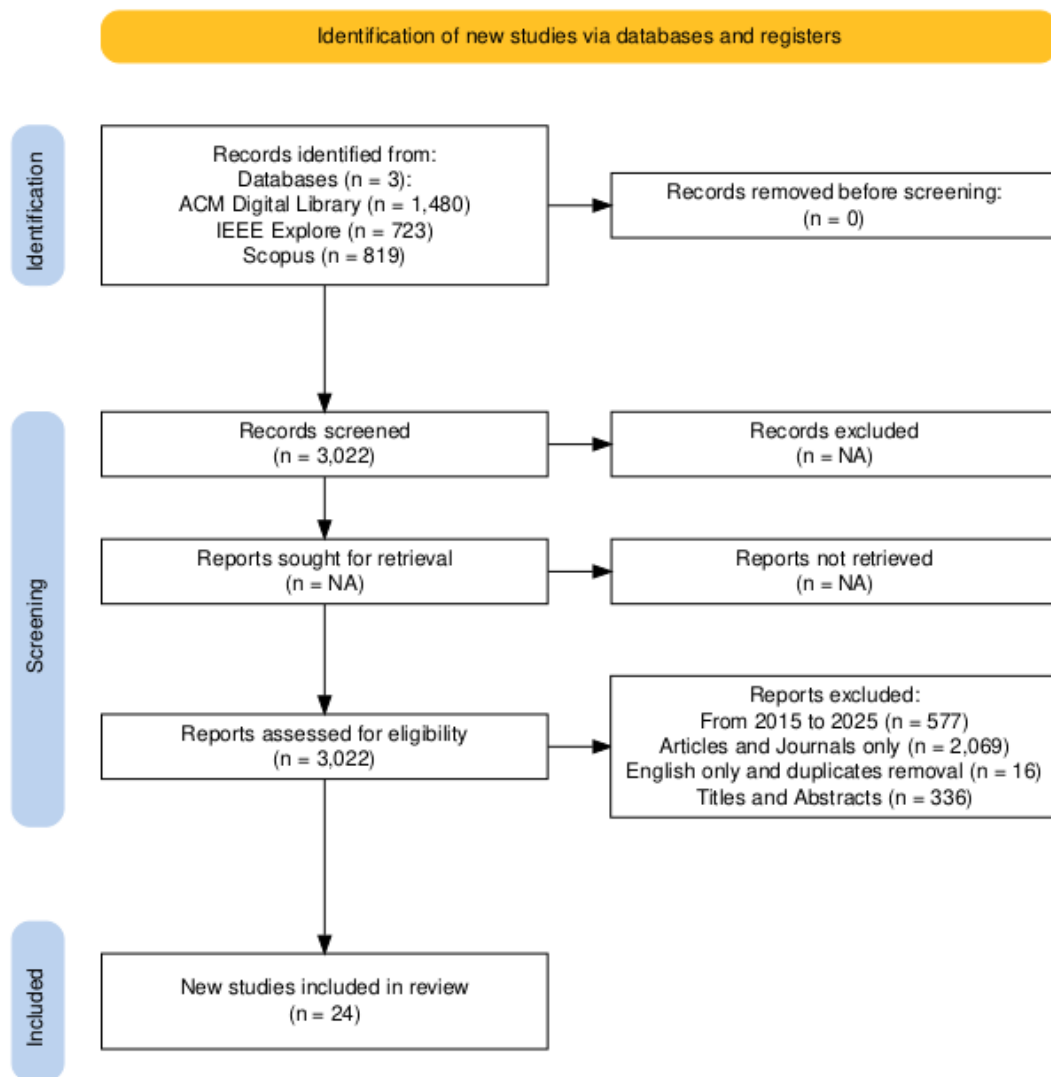 Identification of new studies via databases and registers
Identification
Records identified from:
Databases (n = 3):
ACM Digital Library (n = 1,480)
IEEE Explore (n = 723)
Scopus (n = 819)
Records removed before screening:
(n = 0)
Screening
Records screened
(n = 3,022)
Records excluded
(n = NA)
Reports sought for retrieval
(n = NA)
Reports not retrieved
(n = NA)
Reports assessed for eligibility
(n = 3,022)
Reports excluded:
From 2015 to 2025 (n = 577)
Articles and Journals only (n = 2,069)
English only and duplicates removal (n = 16)
Titles and Abstracts (n = 336)
Included
New studies included in review
(n = 24)